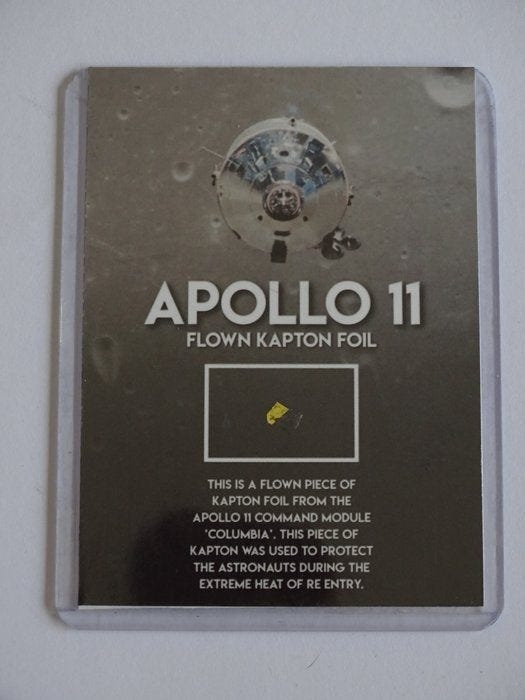 APOLLO 11
FLOWN KAPTON FOIL
THIS IS A FLOWN PIECE OF
KAPTON FOIL FROM THE
APOLLO 11 COMMAND MODULE
'COLUMBIA'. THIS PIECE OF
KAPTON WAS USED TO PROTECT
THE ASTRONAUTS DURING THE
EXTREME HEAT OF RE ENTRY.